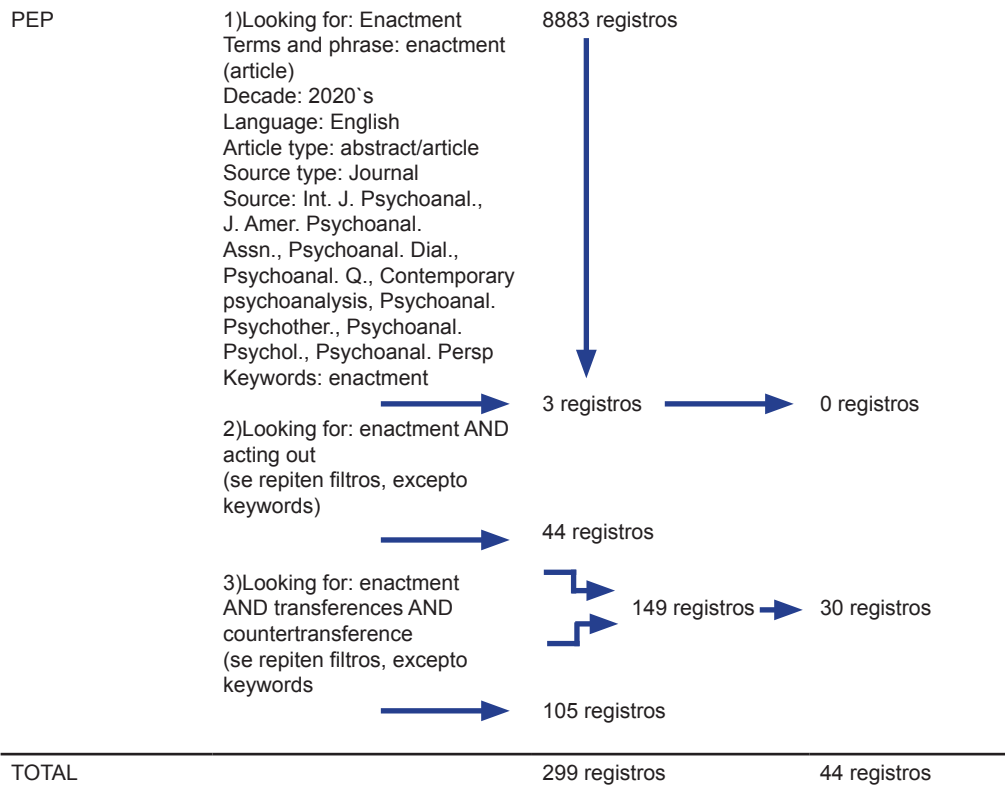 PEP
1)Looking for: Enactment
Terms and phrase: enactment
(article)
Decade: 2020`s
Language: English
Article type: abstract/article
Source type: Journal
Source: Int. J. Psychoanal.,
J. Amer. Psychoanal.
Assn., Psychoanal. Dial.,
Psychoanal. Q., Contemporary
psychoanalysis, Psychoanal.
Psychother., Psychoanal.
Psychol., Psychoanal. Persp
Keywords: enactment
8883 registros
3 registros
0 registros
2)Looking for: enactment AND
acting out
(se repiten filtros, excepto
keywords)
44 registros
3)Looking for: enactment
AND transferences AND
countertransference
(se repiten filtros, excepto
keywords
149 registros
30 registros
105 registros
TOTAL
299 registros
44 registros